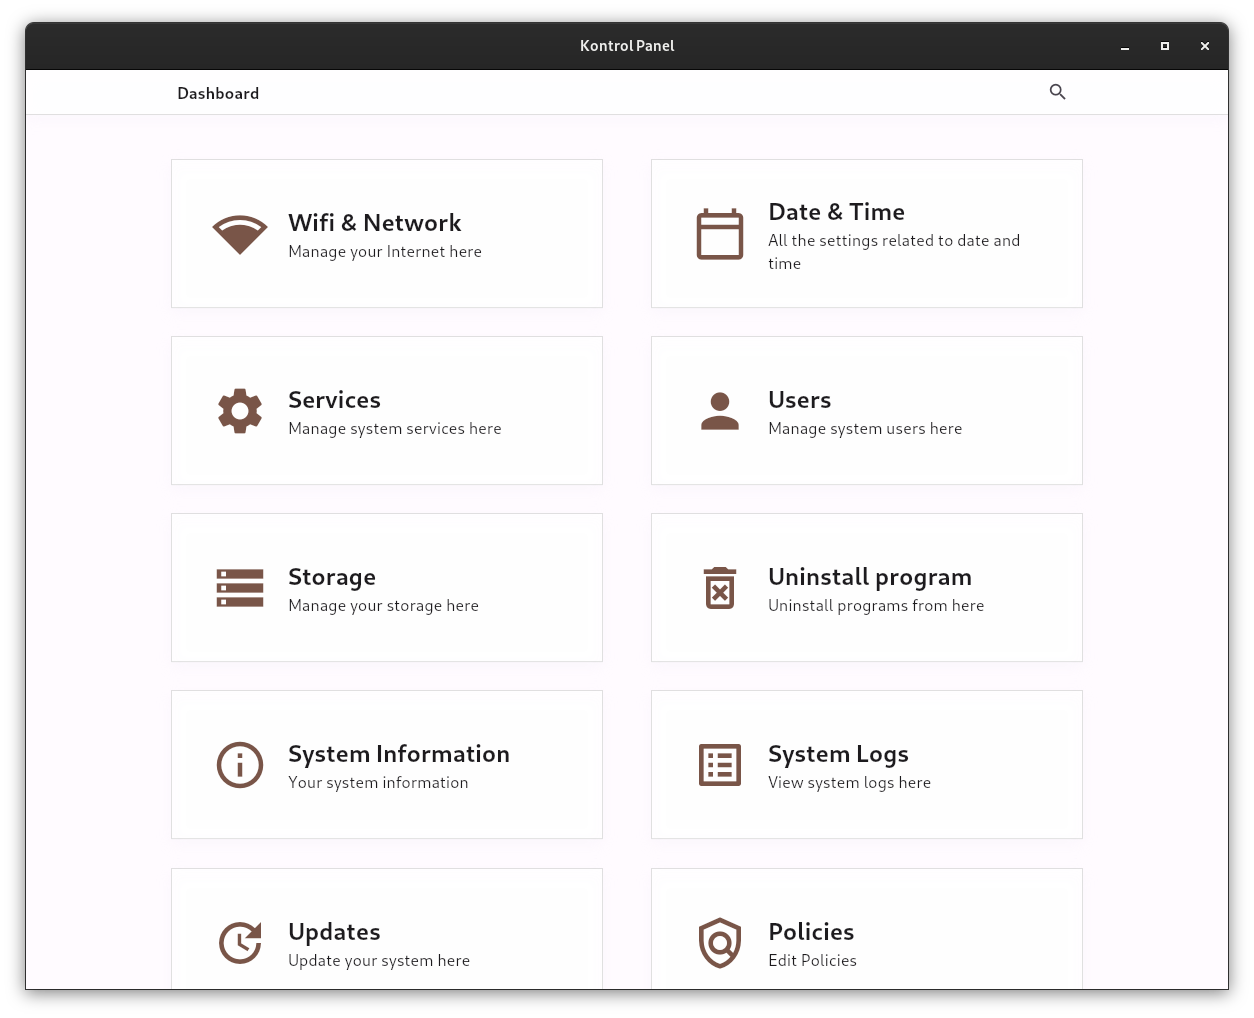 Kontrol Panel
Dashboard
Wifi & Network
Manage your Internet here
Date & Time
All the settings related to date and
time
Services
Manage system services here
Users
Manage system users here
Storage
Manage your storage here
Uninstall program
Uninstall programs from here
System Information
Your system information
System Logs
View system logs here
Updates
Update your system here
Policies
Edit Policies